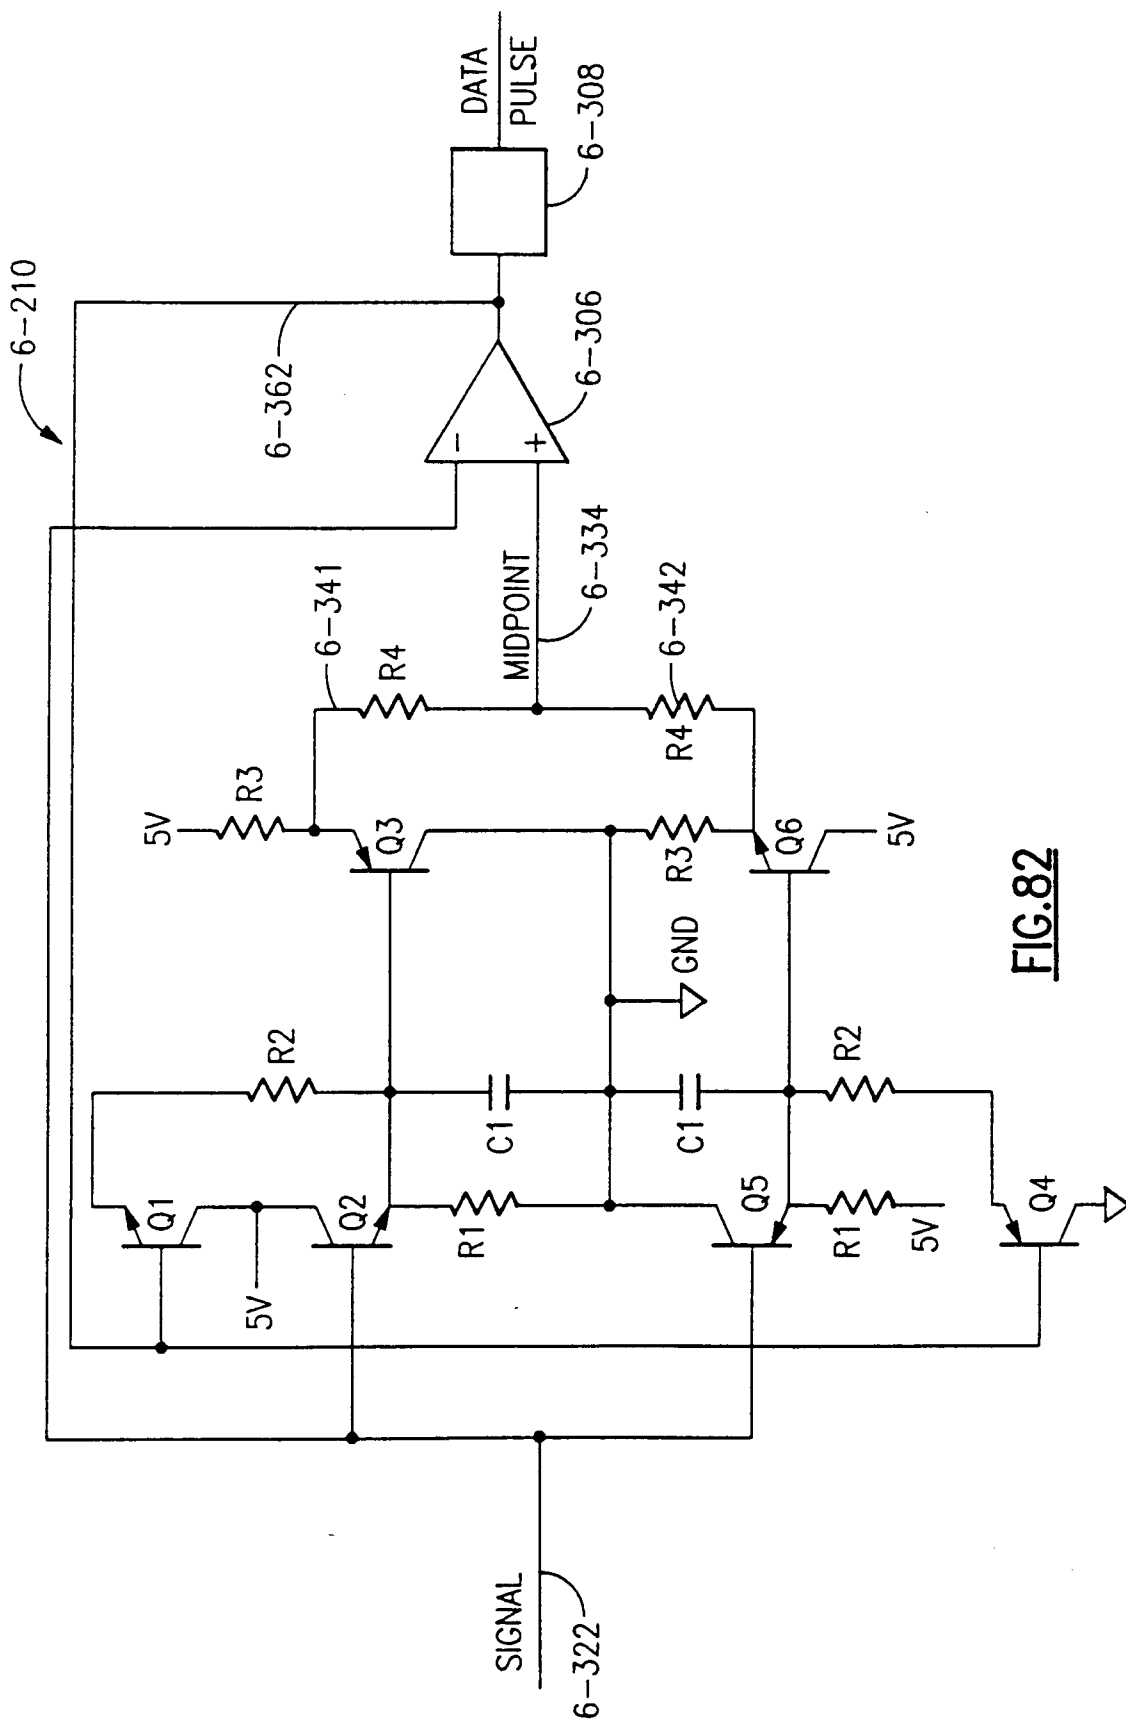 6-210
6-362
DATA
PULSE
6-308
6-306
-
+
6-341
MIDPOINT
6-334
6-342
R4
R4
5V
R3
Q3
R3
Q6
5V
GND
R2
C1
C1
R2
Q1
5V
Q2
R1
Q5
R1
5V
Q4
SIGNAL
6-322
FIG.82